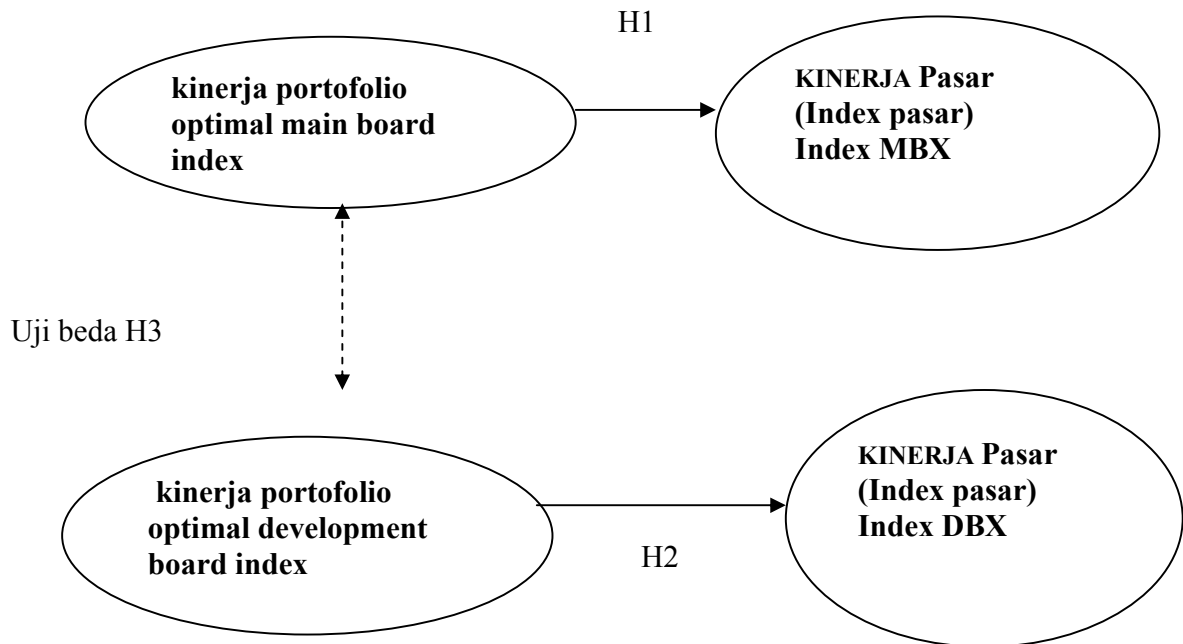 H1
kinerja portofolio
optimal main board
index
KINERJA Pasar
(Index pasar)
Index MBX
Uji beda H3
kinerja portofolio
optimal development
board index
H2
KINERJA Pasar
(Index pasar)
Index DBX